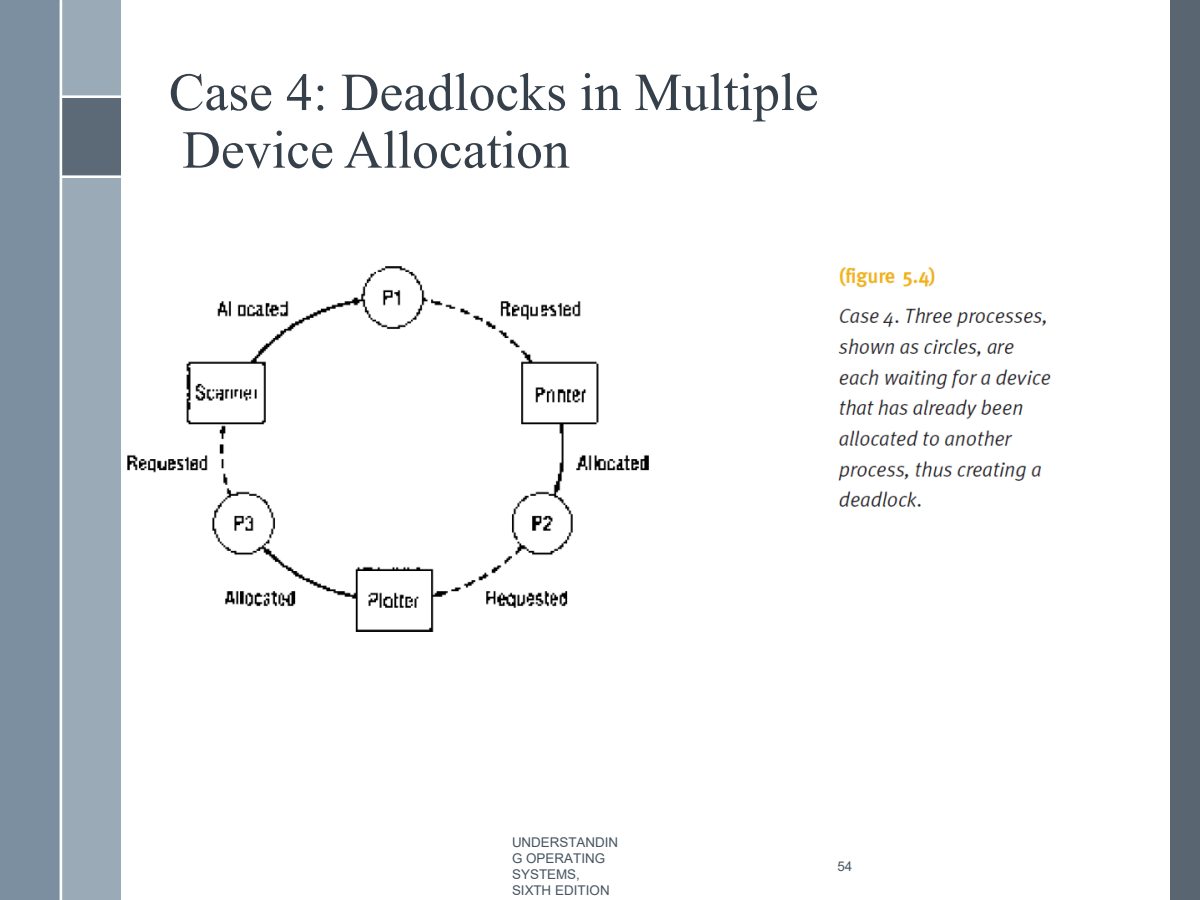 Case 4: Deadlocks in Multiple
Device Allocation
(figure 5.4)
Case 4. Three processes,
shown as circles, are
each waiting for a device
that has already been
allocated to another
process, thus creating a
deadlock.
P1
Allocated
Requested
Scanner
Printer
Requested
Allocated
P3
P2
Allocated
Plotter
Requested
UNDERSTANDIN
G OPERATING
SYSTEMS,
SIXTH EDITION
54